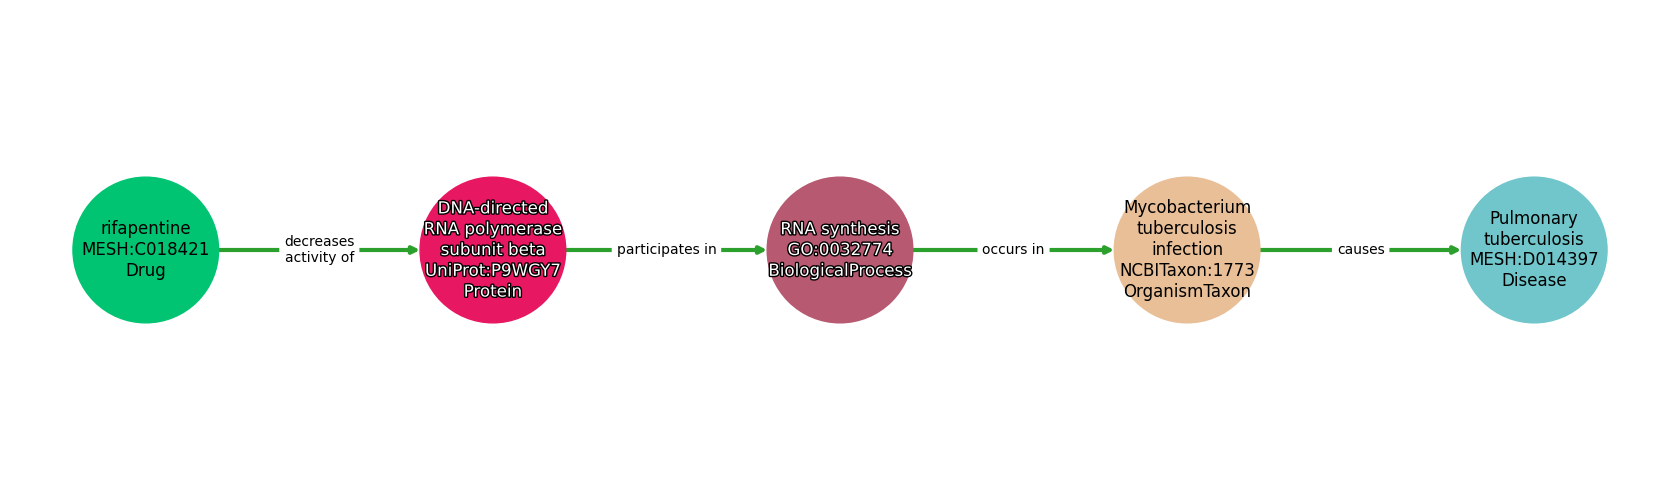 rifapentine
MESH:C018421
Drug
decreases
activity of
DNA-directed
RNA polymerase
subunit beta
UniProt:P9WGY7
Protein
participates in
RNA synthesis
GO:0032774
BiologicalProcess
occurs in
Mycobacterium
tuberculosis
infection
NCBITaxon:1773
OrganismTaxon
causes
Pulmonary
tuberculosis
MESH:D014397
Disease